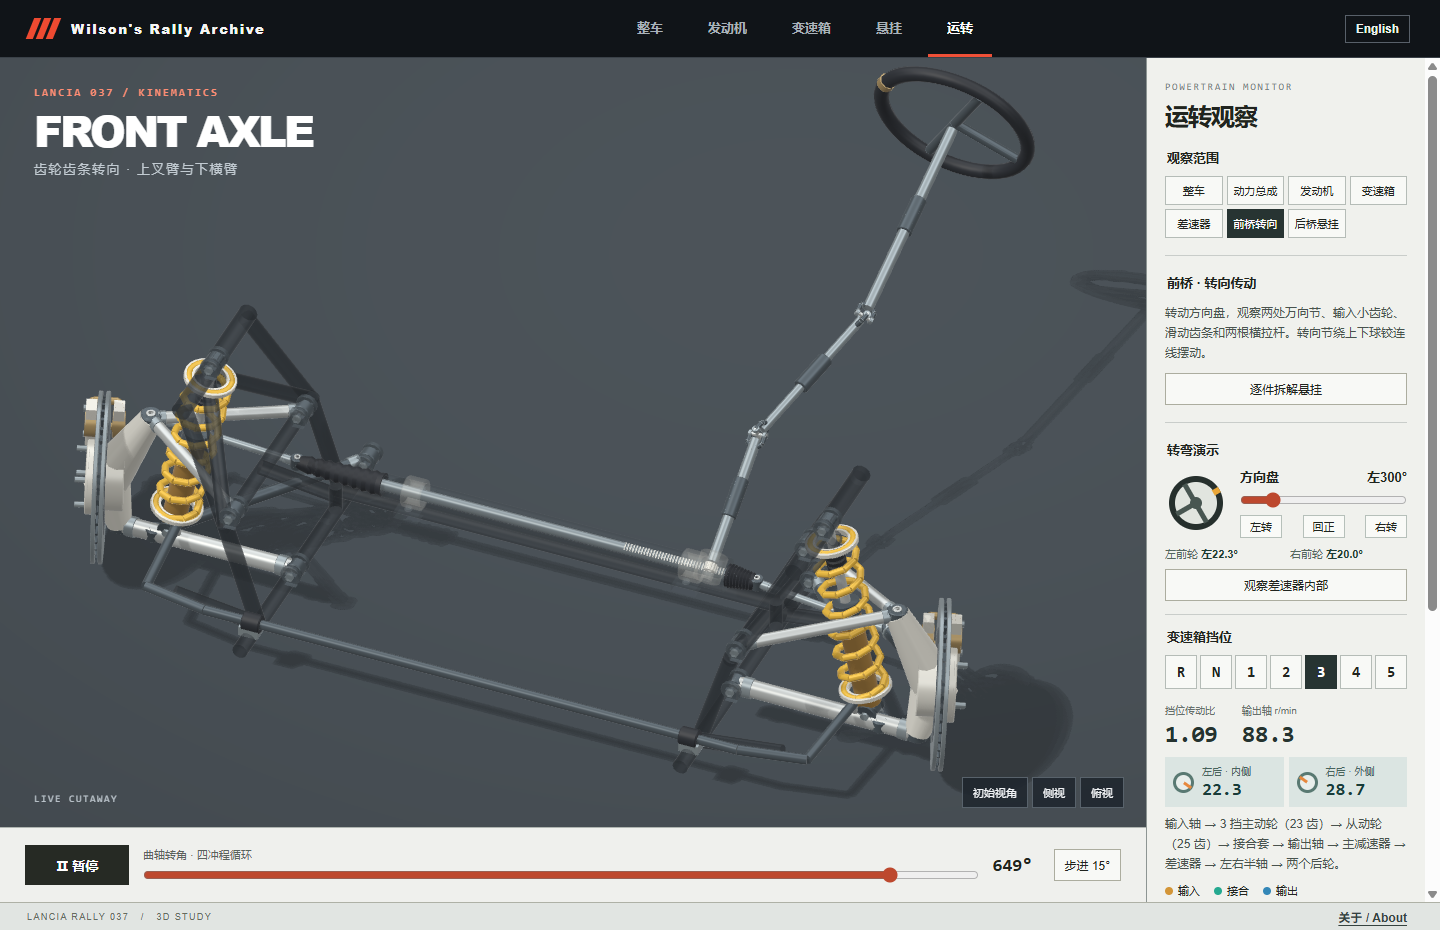 Wilson's Rally Archive
整车 发动机 变速箱 悬挂 运转
English
LANCIA 037 / KINEMATICS
FRONT AXLE
齿轮齿条转向 · 上叉臂与下横臂
LIVE CUTAWAY
初始视角 侧视 俯视
暂停
曲轴转角 · 四冲程循环
649°
步进 15°
POWERTRAIN MONITOR
运转观察
观察范围
整车 动力总成 发动机 变速箱
差速器 前桥转向 后桥悬挂
前桥 · 转向传动
转动方向盘，观察两处万向节、输入小齿轮、
滑动齿条和两根横拉杆。转向节绕上下球铰连
线摆动。
逐件拆解悬挂
转弯演示
方向盘 左300°
左转 回正 右转
左前轮 左22.3° 右前轮 左20.0°
观察差速器内部
变速箱挡位
R N 1 2 3 4 5
挡位传动比 输出轴 r/min
1.09 88.3
左后 · 内侧 右后 · 外侧
22.3 28.7
输入轴 → 3 挡主动轮（23 齿）→ 从动轮
（25 齿）→ 接合套 → 输出轴 → 主减速器 →
差速器 → 左右半轴 → 两个后轮。
输入 接合 输出
LANCIA RALLY 037 / 3D STUDY
关于 / About